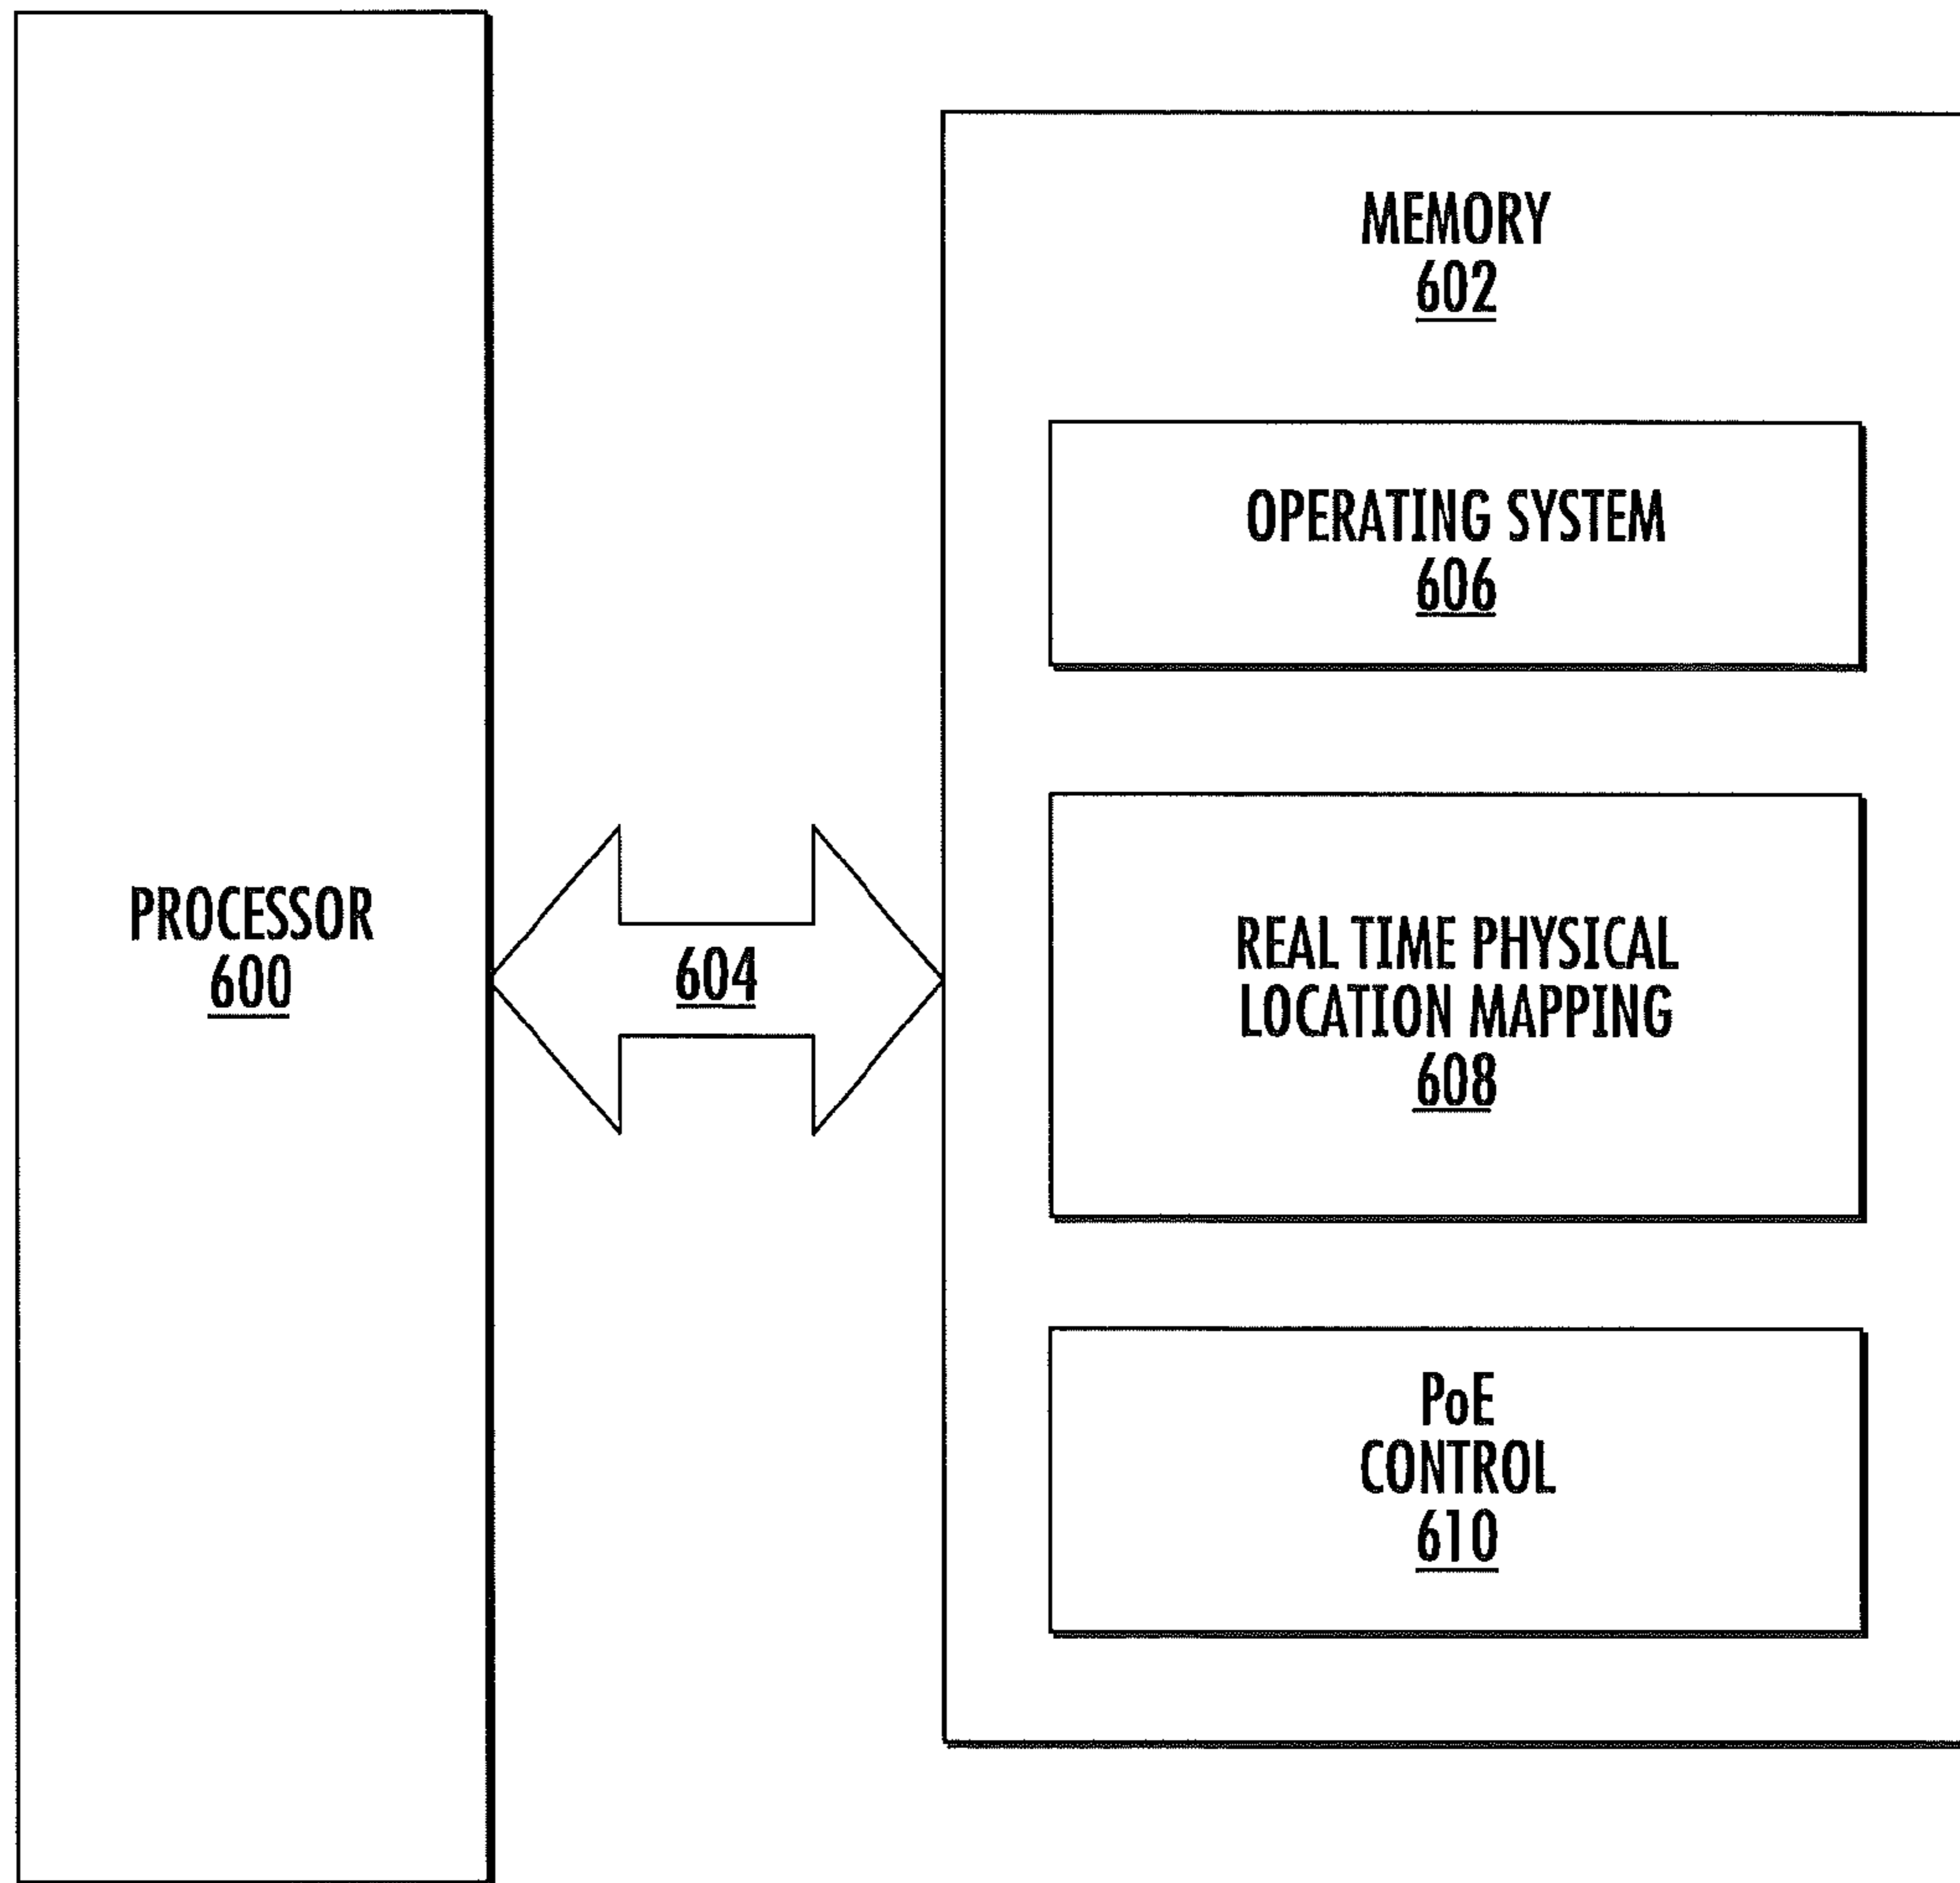 PROCESSOR
600
604
MEMORY
602
OPERATING SYSTEM
606
REAL TIME PHYSICAL
LOCATION MAPPING
608
PoE
CONTROL
610